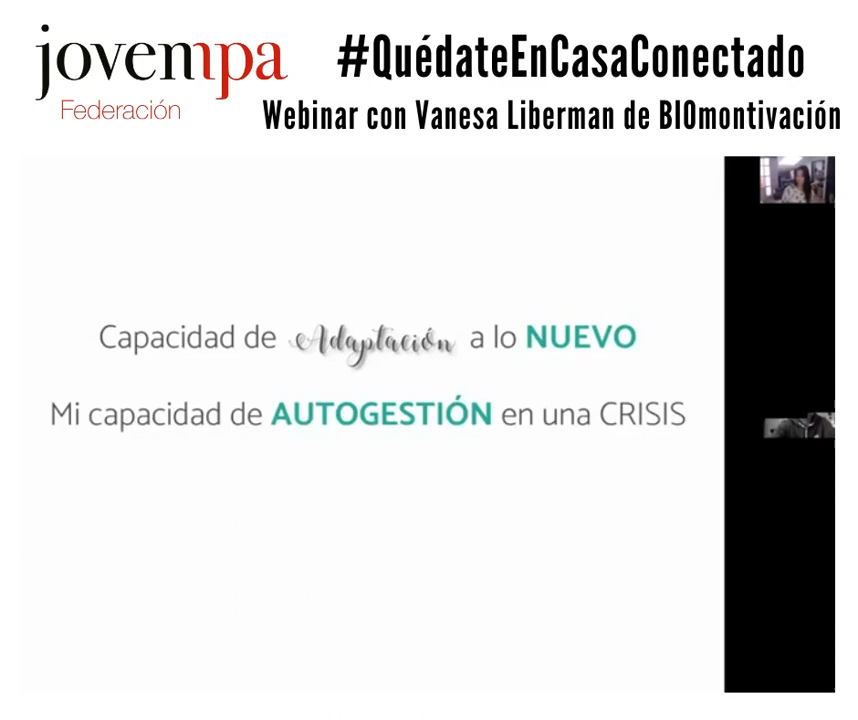 jovempa
Federación
#QuédateEnCasaConectado
Webinar con Vanesa Liberman de BIOmontivación
Capacidad de Adaptación a lo NUEVO
Mi capacidad de AUTOGESTIÓN en una CRISIS